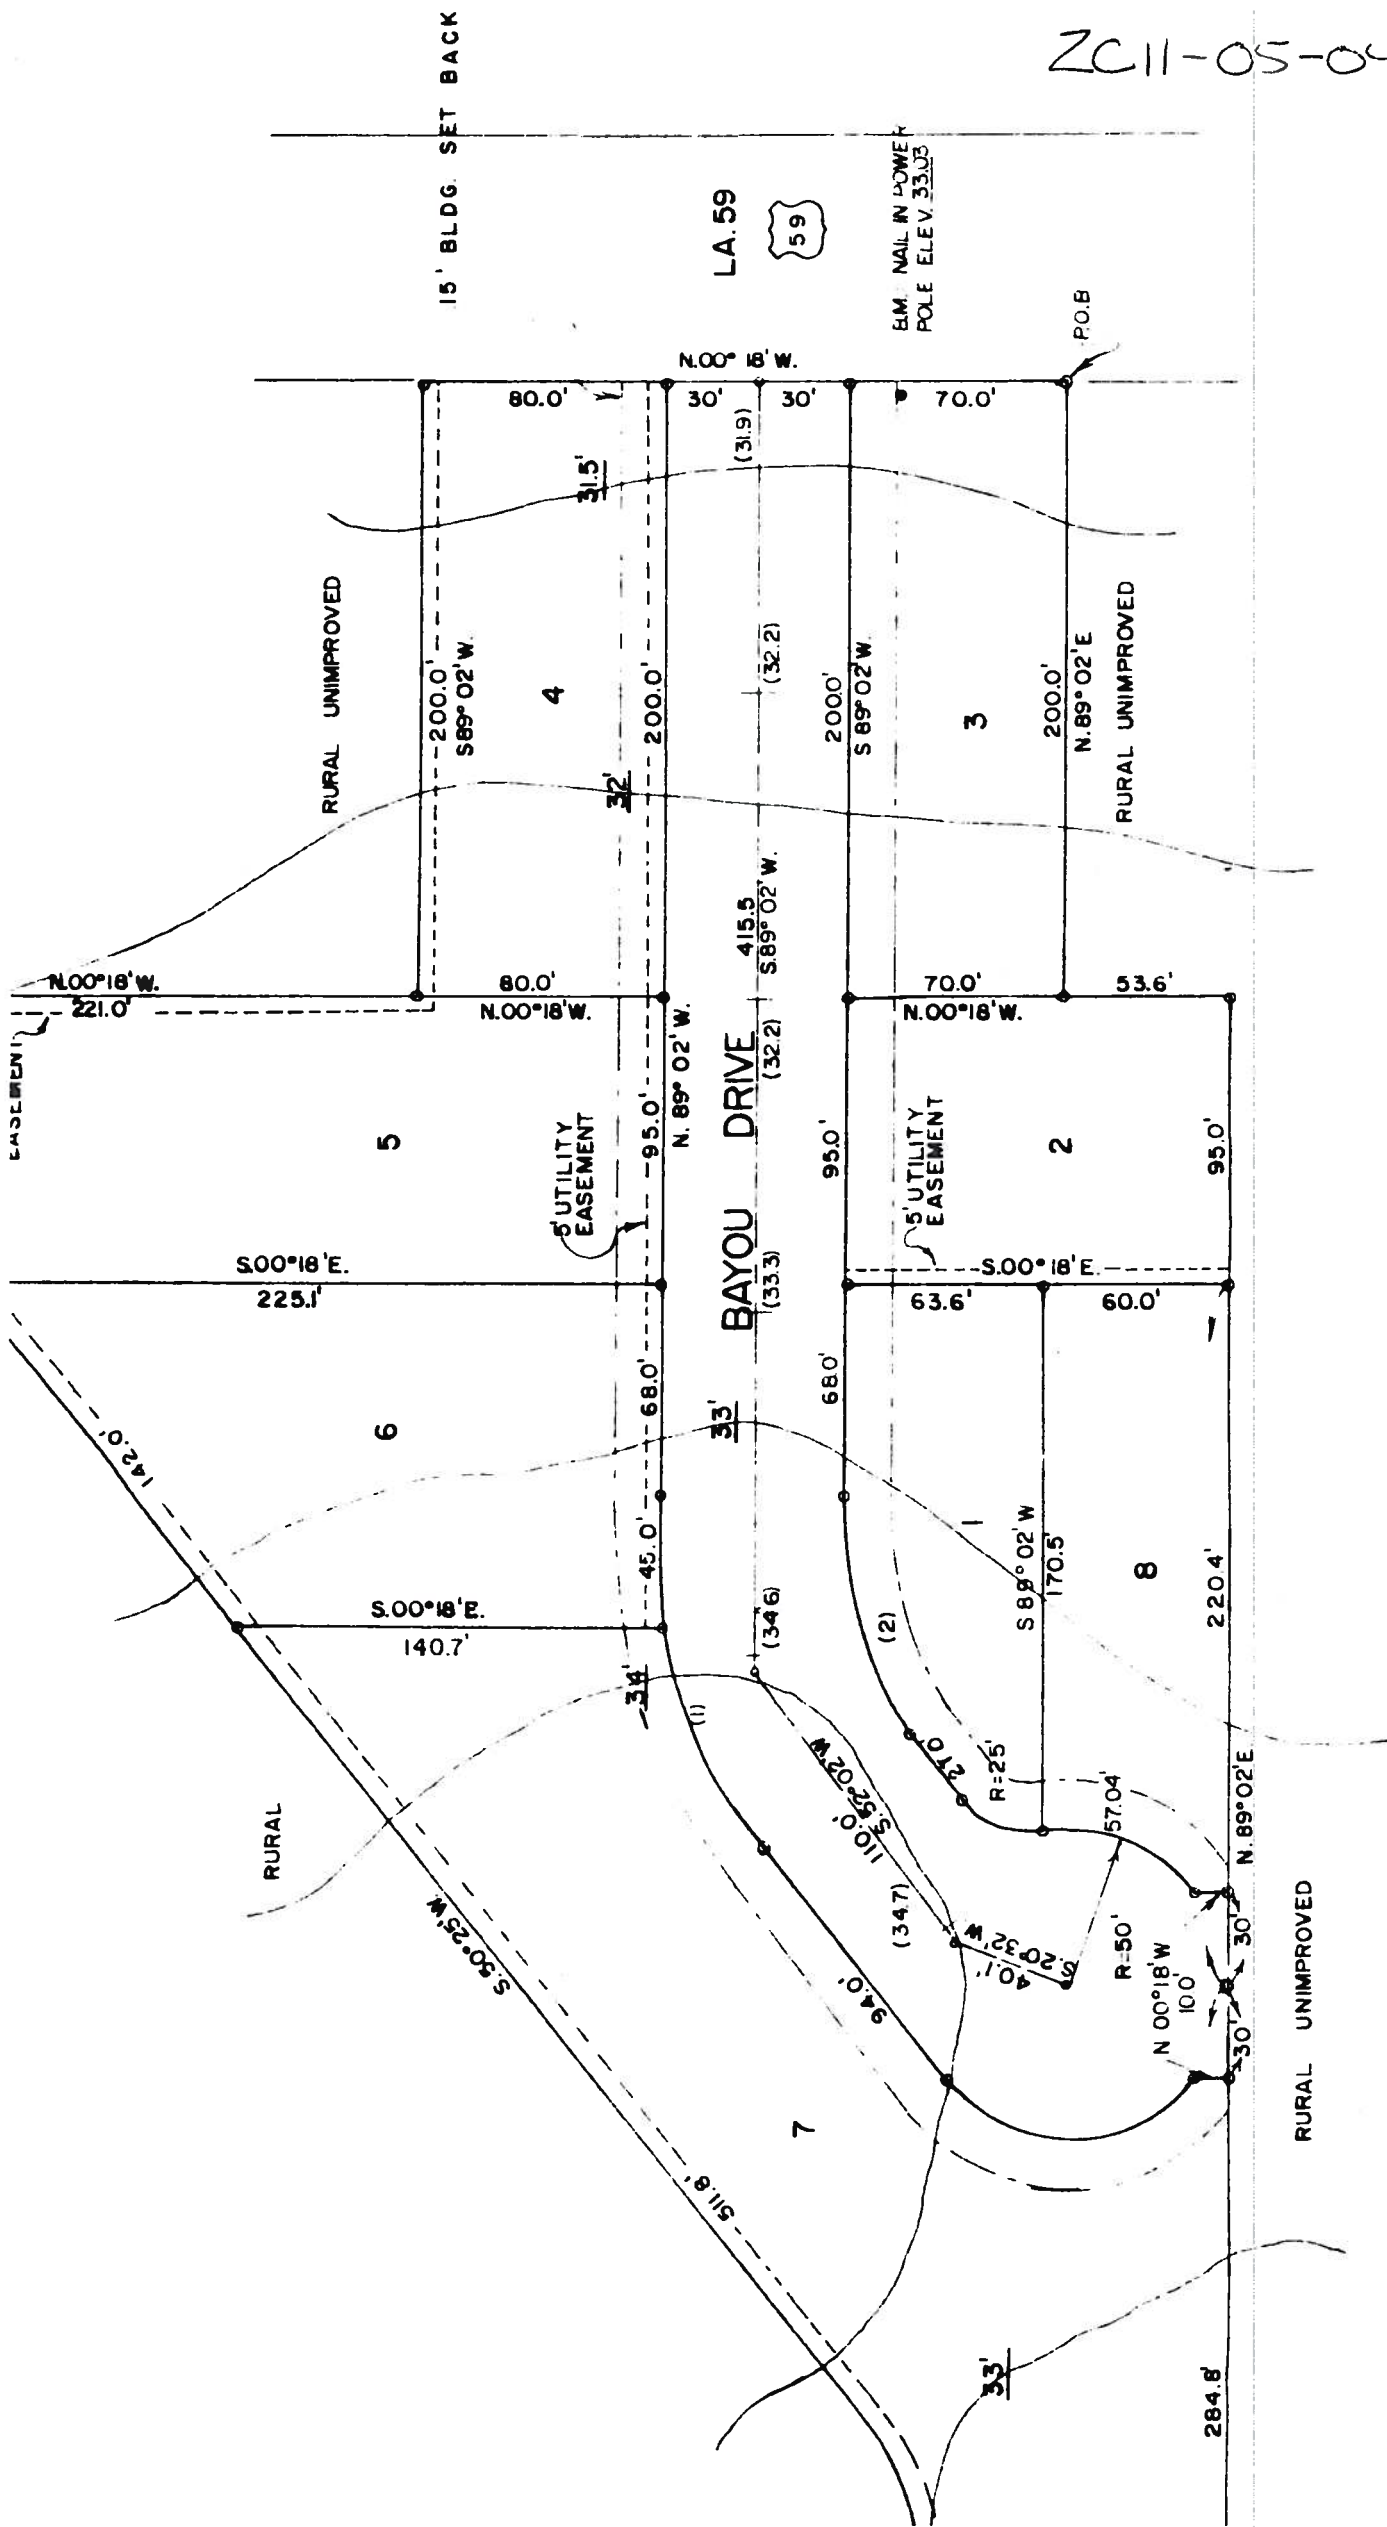 ZC11-05-04
15' BLDG. SET BACK
LA. 59
59
B.M. NAIL IN POWER
POLE ELEV. 33.03
P.O.B
N.00° 18' W.
80.0'
30'
30'
70.0'
(31.9)
31.5'
RURAL UNIMPROVED
200.0'
S89° 02' W.
4
200.0'
(32.2)
200.0'
S 89° 02' W.
3
200.0'
N.89° 02' E
RURAL UNIMPROVED
32'
415.5
S.89° 02' W.
N.00°18' W.
221.0'
80.0'
N.00°18' W.
70.0'
N.00°18' W.
53.6'
EASEMENT
5
5' UTILITY
EASEMENT
95.0'
N. 89° 02' W.
BAYOU DRIVE
(32.2)
95.0'
5' UTILITY
EASEMENT
2
95.0'
S.00°18' E.
225.1'
(33.3)
S.00°18' E.
63.6'
60.0'
142.0'
6
68.0'
33'
68.0'
45.0'
1
S 89° 02' W
170.5'
8
220.4'
S.00°18' E.
140.7'
(34.6)
(2)
34'
(1)
27.0'
R=25'
110.0'
S.52° 02' W
57.04'
N.89°02' E
RURAL
S.50° 25' W
(34.7)
94.0'
40.1'
S.20°32' W
R=50'
N 00°18' W
10.0'
30'
30'
RURAL UNIMPROVED
7
511.8'
33'
284.8'